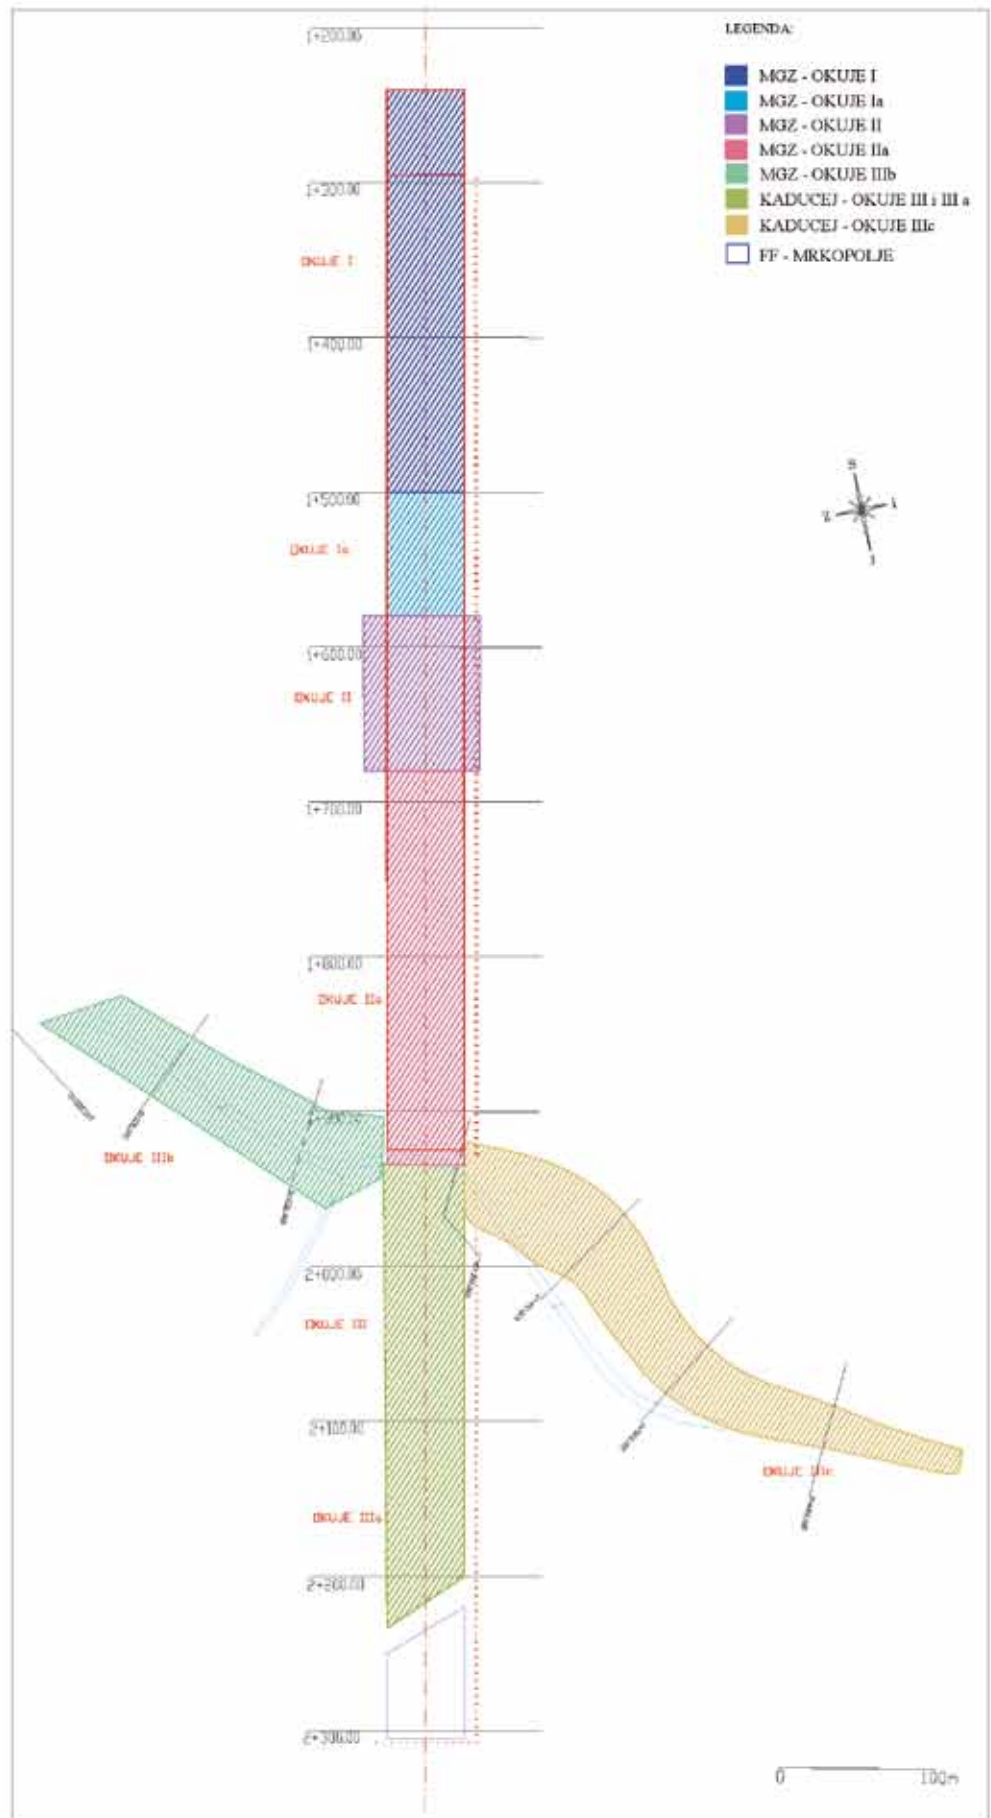 1+200.00
LEGENDA:
MGZ - OKUJE I
MGZ - OKUJE Ia
MGZ - OKUJE II
MGZ - OKUJE IIa
MGZ - OKUJE IIIb
KADUCEJ - OKUJE III i III a
KADUCEJ - OKUJE IIIc
FF - MRKOPOLJE
1+300.00
OKUJE I
1+400.00
S
Z
I
J
1+500.00
OKUJE Ia
1+600.00
OKUJE II
1+700.00
1+800.00
OKUJE IIa
OKUJE IIIb
2+000.00
OKUJE III
2+100.00
OKUJE IIIc
OKUJE IIIa
2+200.00
2+300.00
0 100m